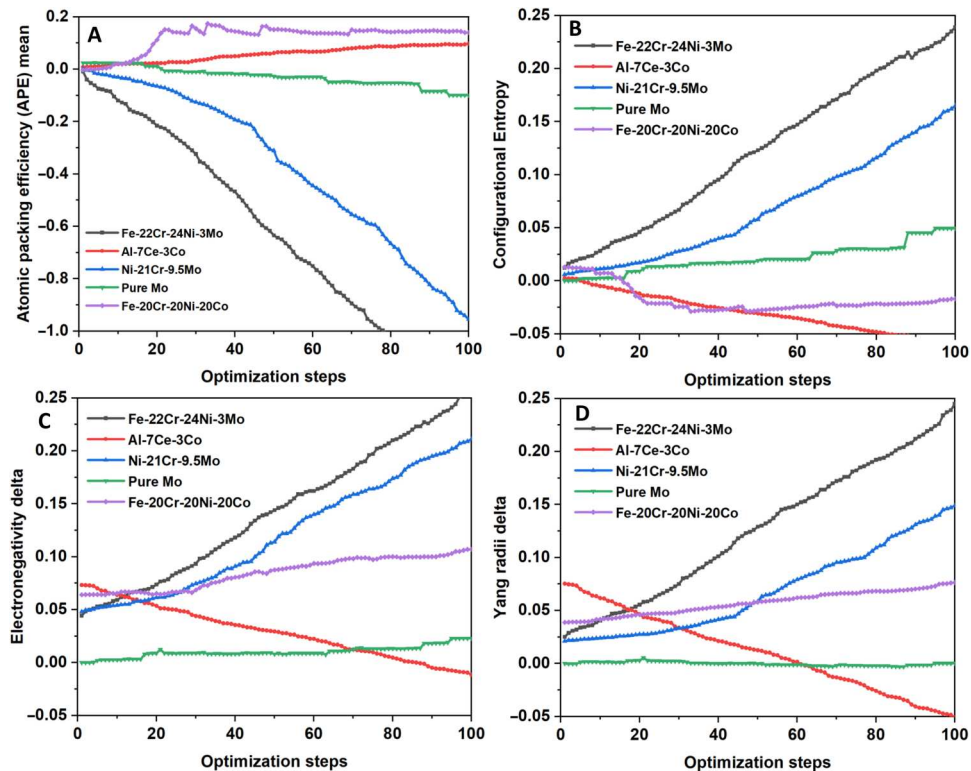 A
Atomic packing efficiency (APE) mean
0.2
0.0
−0.2
−0.4
−0.6
−0.8
−1.0
Fe-22Cr-24Ni-3Mo
Al-7Ce-3Co
Ni-21Cr-9.5Mo
Pure Mo
Fe-20Cr-20Ni-20Co
0 20 40 60 80 100
Optimization steps
B
Configurational Entropy
0.25
0.20
0.15
0.10
0.05
0.00
−0.05
Fe-22Cr-24Ni-3Mo
Al-7Ce-3Co
Ni-21Cr-9.5Mo
Pure Mo
Fe-20Cr-20Ni-20Co
0 20 40 60 80 100
Optimization steps
C
Electronegativity delta
0.25
0.20
0.15
0.10
0.05
0.00
−0.05
Fe-22Cr-24Ni-3Mo
Al-7Ce-3Co
Ni-21Cr-9.5Mo
Pure Mo
Fe-20Cr-20Ni-20Co
0 20 40 60 80 100
Optimization steps
D
Yang radii delta
0.25
0.20
0.15
0.10
0.05
0.00
−0.05
Fe-22Cr-24Ni-3Mo
Al-7Ce-3Co
Ni-21Cr-9.5Mo
Pure Mo
Fe-20Cr-20Ni-20Co
0 20 40 60 80 100
Optimization steps